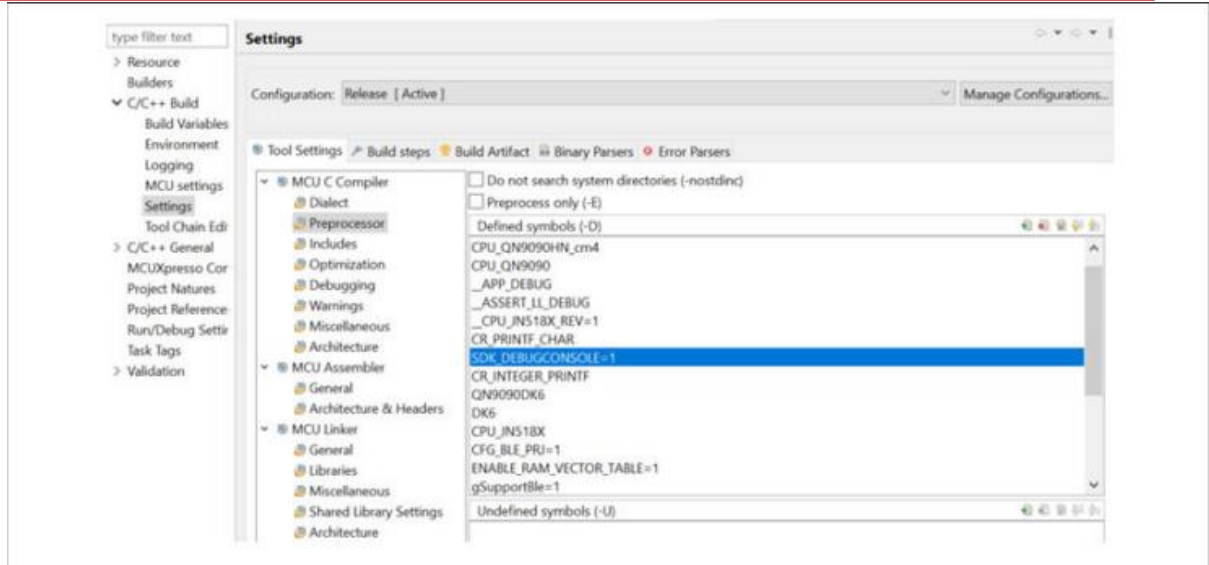 type filter text
Settings
> Resource
Builders
C/C++ Build
Build Variables
Environment
Logging
MCU settings
Settings
Tool Chain Edi
> C/C++ General
MCUXpresso Cor
Project Natures
Project Reference
Run/Debug Settir
Task Tags
> Validation
Configuration: Release [ Active ]
Manage Configurations...
Tool Settings Build steps Build Artifact Binary Parsers Error Parsers
MCU C Compiler
Dialect
Preprocessor
Includes
Optimization
Debugging
Warnings
Miscellaneous
Architecture
MCU Assembler
General
Architecture & Headers
MCU Linker
General
Libraries
Miscellaneous
Shared Library Settings
Architecture
Do not search system directories (-nostdinc)
Preprocess only (-E)
Defined symbols (-D)
CPU_QN9090HN_cm4
CPU_QN9090
__APP_DEBUG
__ASSERT_LL_DEBUG
__CPU_JN518X_REV=1
CR_PRINTF_CHAR
SDK_DEBUGCONSOLE=1
CR_INTEGER_PRINTF
QN9090DK6
DK6
CPU_JN518X
CFG_BLE_PRJ=1
ENABLE_RAM_VECTOR_TABLE=1
gSupportBle=1
Undefined symbols (-U)